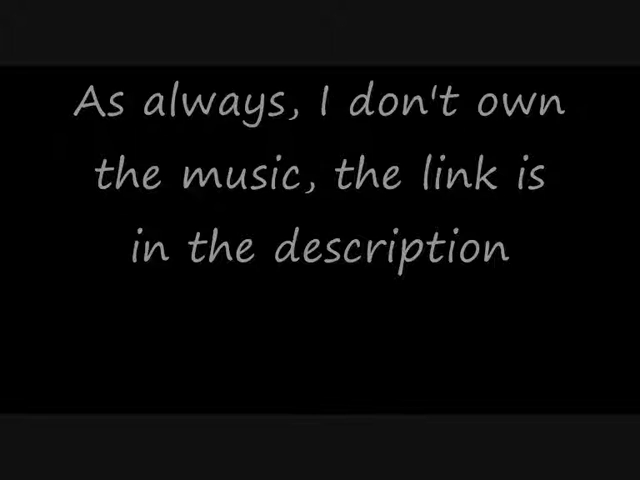 As always, I don't own
the music, the link is
in the description